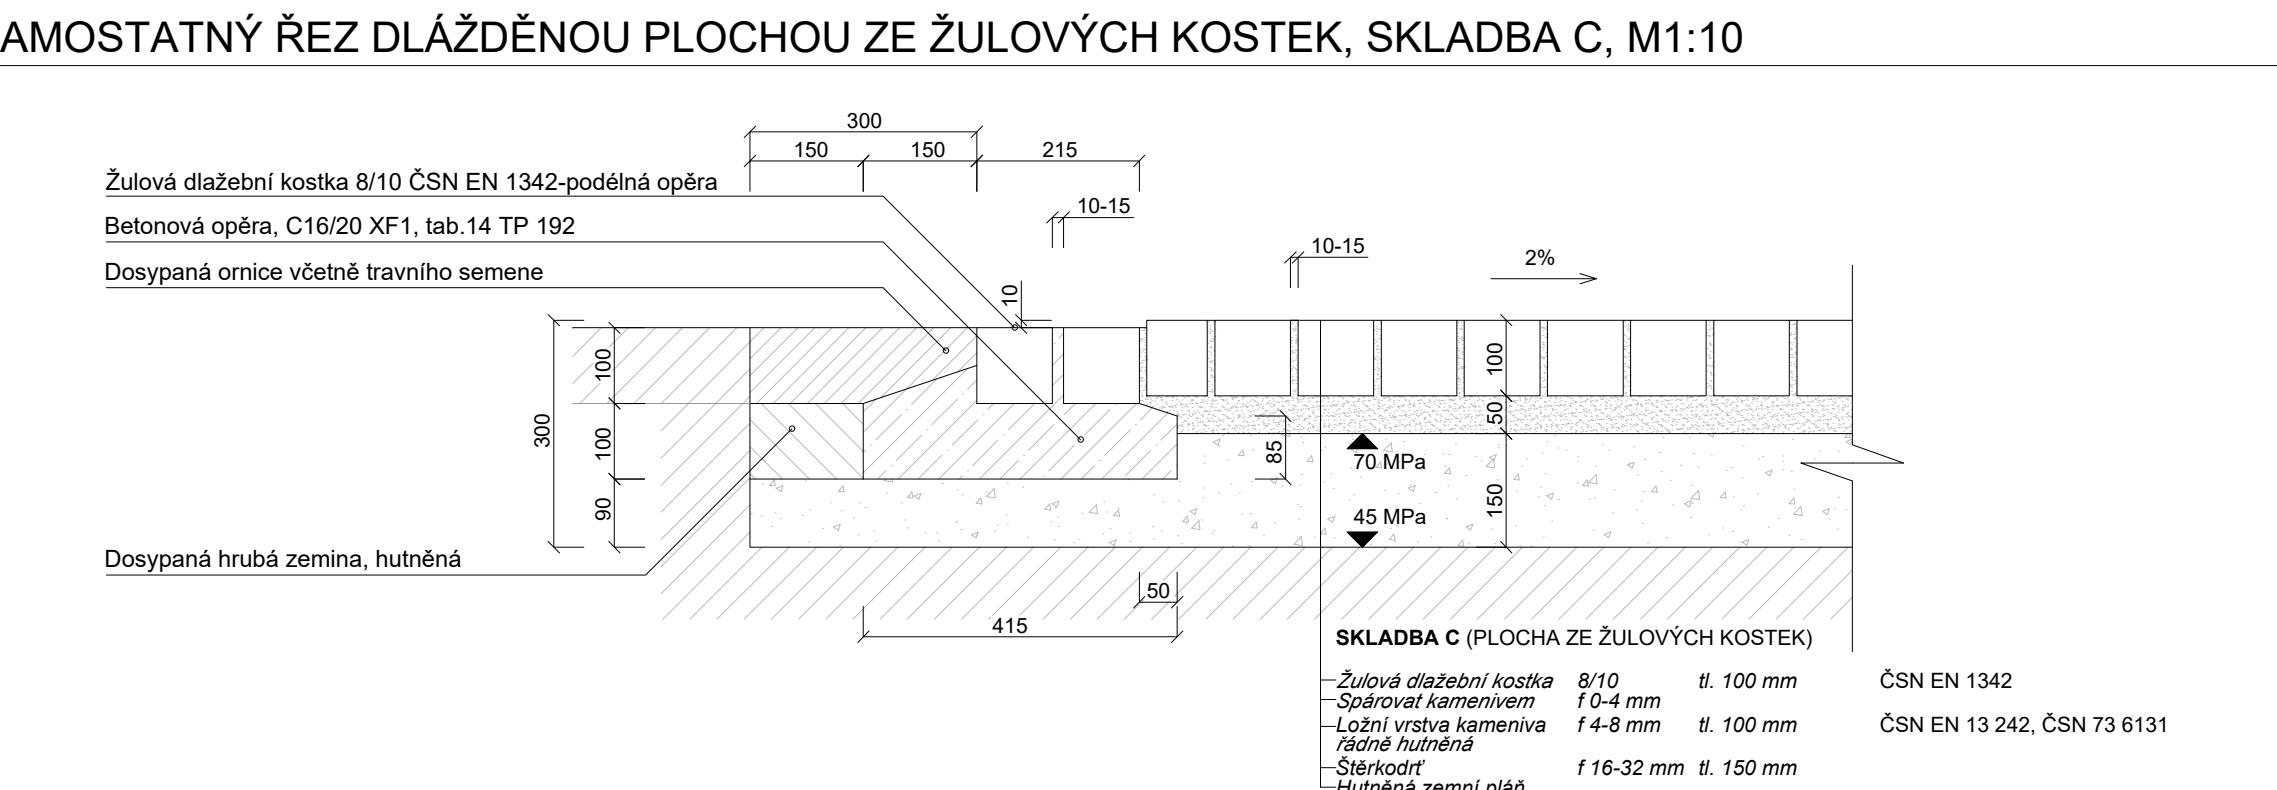 AMOSTATNÝ ŘEZ DLÁŽDĚNOU PLOCHOU ZE ŽULOVÝCH KOSTEK, SKLADBA C, M1:10
300
150 150 215
Žulová dlažební kostka 8/10 ČSN EN 1342-podélná opěra
10-15
Betonová opěra, C16/20 XF1, tab.14 TP 192
10-15
2%
Dosypaná ornice včetně travního semene
10
100
100
50
300
100
85
70 MPa
90
150
45 MPa
Dosypaná hrubá zemina, hutněná
50
415
SKLADBA C (PLOCHA ZE ŽULOVÝCH KOSTEK)
Žulová dlažební kostka 8/10 tl. 100 mm ČSN EN 1342
Spárovat kamenivem f 0-4 mm
Ložní vrstva kameniva f 4-8 mm tl. 100 mm ČSN EN 13 242, ČSN 73 6131
řádně hutněná
Štěrkodrť f 16-32 mm tl. 150 mm
Hutněná zemní pláň